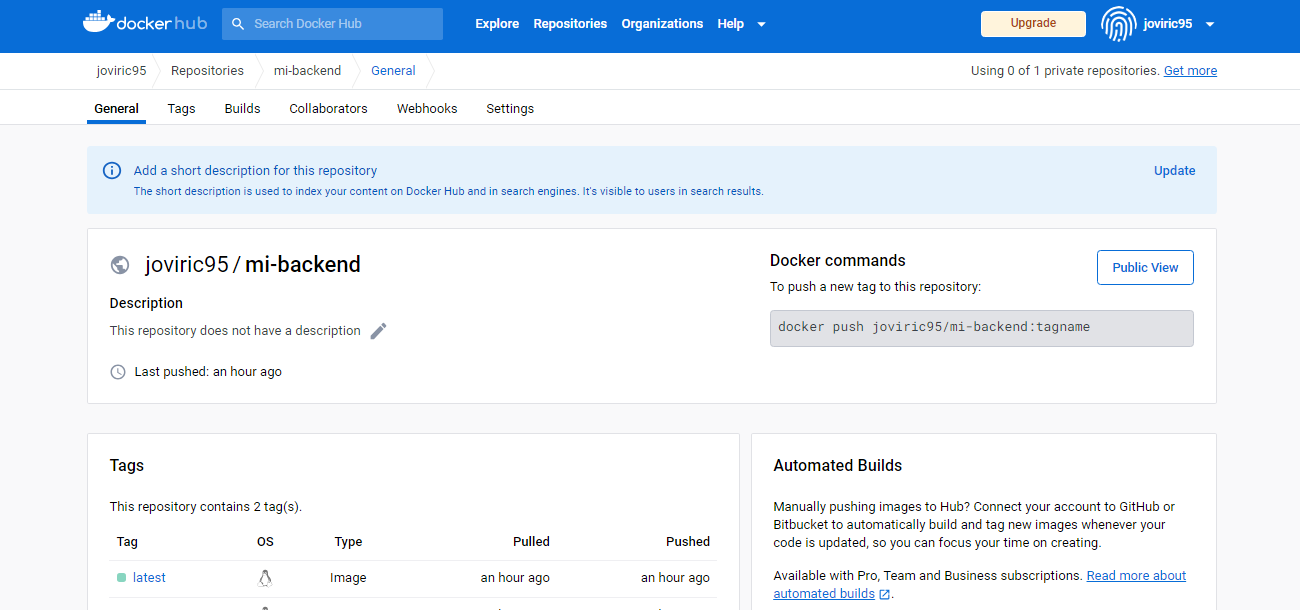 dockerhub Search Docker Hub Explore Repositories Organizations Help Upgrade joviric95
joviric95 Repositories mi-backend General Using 0 of 1 private repositories. Get more
General Tags Builds Collaborators Webhooks Settings
Add a short description for this repository Update
The short description is used to index your content on Docker Hub and in search engines. It's visible to users in search results.
joviric95 / mi-backend
Description
This repository does not have a description
Last pushed: an hour ago
Docker commands Public View
To push a new tag to this repository:
docker push joviric95/mi-backend:tagname
Tags
This repository contains 2 tag(s).
Tag OS Type Pulled Pushed
latest Image an hour ago an hour ago
Automated Builds
Manually pushing images to Hub? Connect your account to GitHub or
Bitbucket to automatically build and tag new images whenever your
code is updated, so you can focus your time on creating.
Available with Pro, Team and Business subscriptions. Read more about
automated builds .